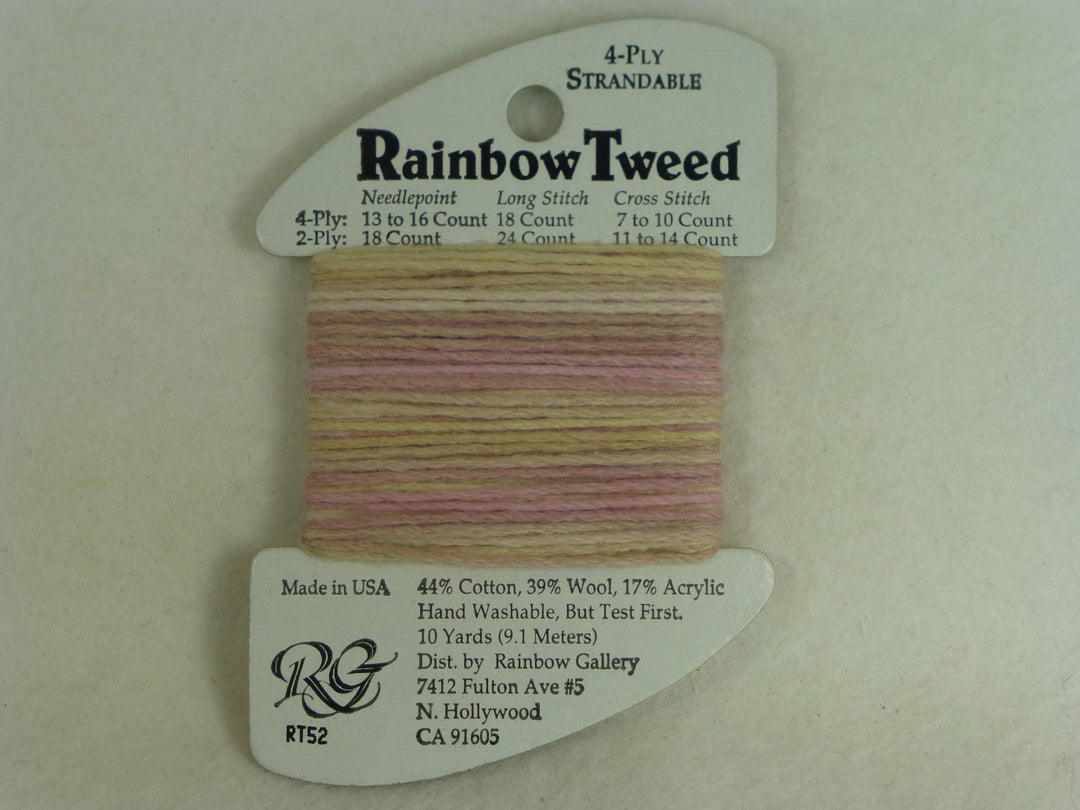 4-Ply
Strandable
Rainbow Tweed
Needlepoint Long Stitch Cross Stitch
4-Ply: 13 to 16 Count 18 Count 7 to 10 Count
2-Ply: 18 Count 24 Count 11 to 14 Count
Made in USA
44% Cotton, 39% Wool, 17% Acrylic
Hand Washable, But Test First.
10 Yards (9.1 Meters)
Dist. by Rainbow Gallery
7412 Fulton Ave #5
N. Hollywood
CA 91605
RG
RT52